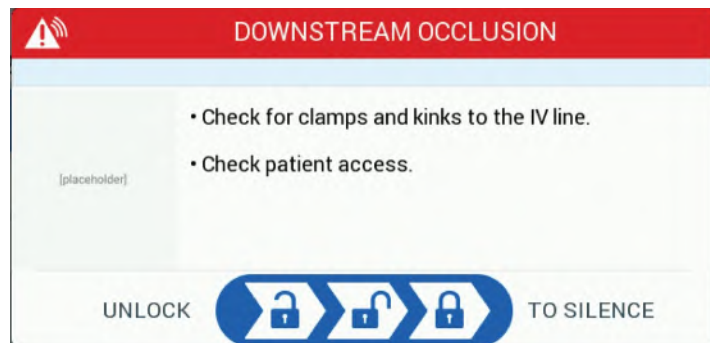 DOWNSTREAM OCCLUSION
• Check for clamps and kinks to the IV line.
• Check patient access.
[placeholder]
UNLOCK TO SILENCE